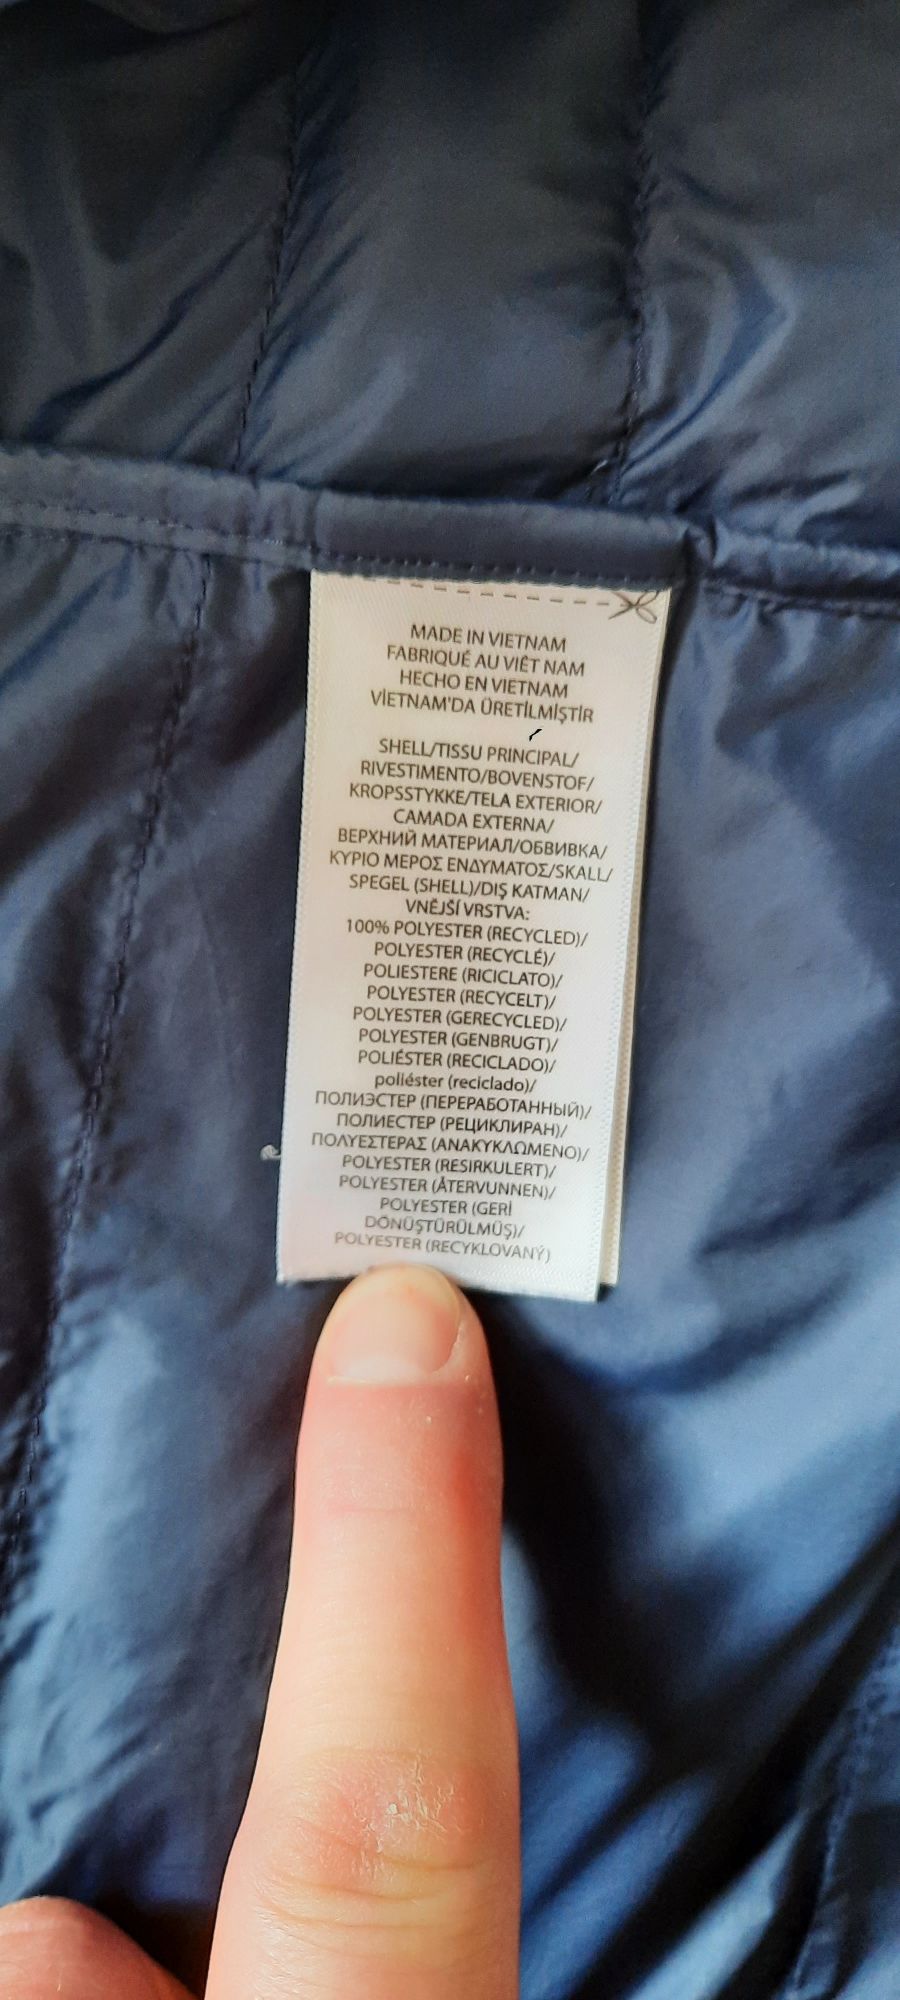 MADE IN VIETNAM
FABRIQUÉ AU VIÊT NAM
HECHO EN VIETNAM
VİETNAM'DA ÜRETİLMİŞTİR
SHELL/TISSU PRINCIPAL/
RIVESTIMENTO/BOVENSTOF/
KROPSSTYKKE/TELA EXTERIOR/
CAMADA EXTERNA/
ВЕРХНИЙ МАТЕРИАЛ/ОБВИВКА/
ΚΥΡΙΟ ΜΕΡΟΣ ΕΝΔΥΜΑΤΟΣ/SKALL/
SPEGEL (SHELL)/DIŞ KATMAN/
VNĚJŠÍ VRSTVA:
100% POLYESTER (RECYCLED)/
POLYESTER (RECYCLÉ)/
POLIESTERE (RICICLATO)/
POLYESTER (RECYCELT)/
POLYESTER (GERECYCLED)/
POLYESTER (GENBRUGT)/
POLIÉSTER (RECICLADO)/
poliéster (reciclado)/
ПОЛИЭСТЕР (ПЕРЕРАБОТАННЫЙ)/
ПОЛИЕСТЕР (РЕЦИКЛИРАН)/
ΠΟΛΥΕΣΤΕΡΑΣ (ΑΝΑΚΥΚΛΩΜΕΝΟ)/
POLYESTER (RESIRKULERT)/
POLYESTER (ÅTERVUNNEN)/
POLYESTER (GERİ
DÖNÜŞTÜRÜLMÜŞ)/
POLYESTER (RECYKLOVANÝ)